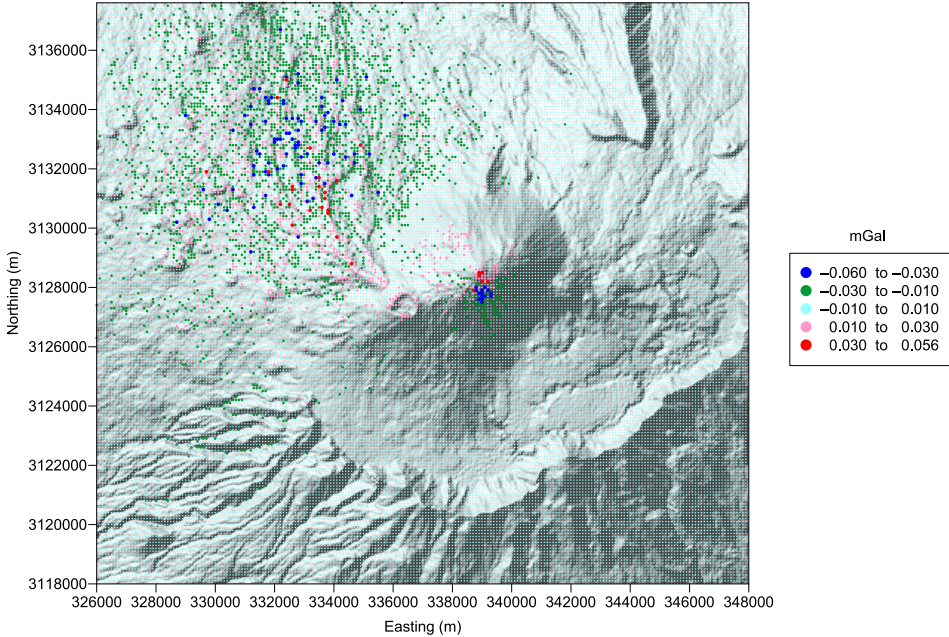 3136000
3134000
3132000
3130000
3128000
3126000
3124000
3122000
3120000
3118000
Northing (m)
326000 328000 330000 332000 334000 336000 338000 340000 342000 344000 346000 348000
Easting (m)
mGal
−0.060 to −0.030
−0.030 to −0.010
−0.010 to 0.010
0.010 to 0.030
0.030 to 0.056